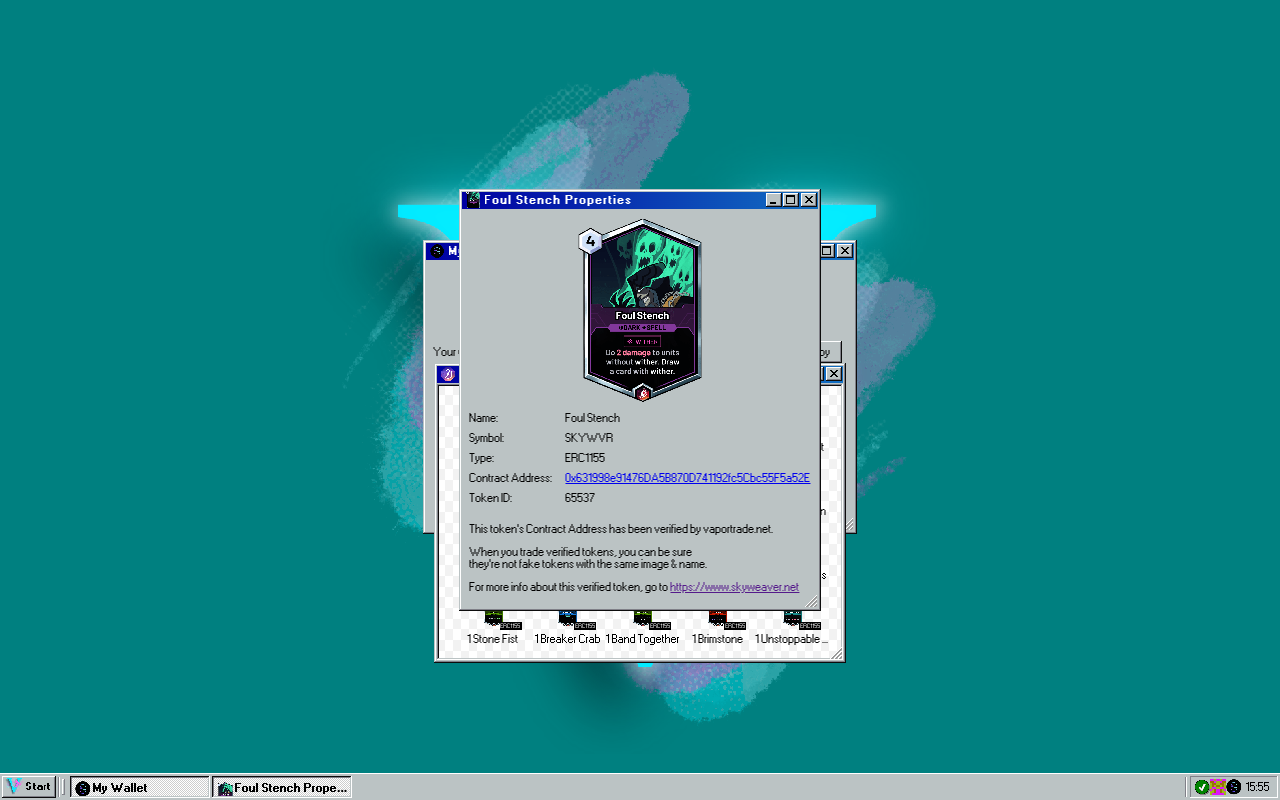 Foul Stench Properties
My
4
Foul Stench
DARK SPELL
WITHER
Do 2 damage to units
without wither. Draw
a card with wither.
Your
by
Name: Foul Stench
Symbol: SKYWVR
Type: ERC1155
Contract Address: 0x631998e91476DA5B870D741192fc5Cbc55F5a52E
Token ID: 65537
This token's Contract Address has been verified by vaportrade.net.
When you trade verified tokens, you can be sure
they're not fake tokens with the same image & name.
For more info about this verified token, go to https://www.skyweaver.net
ERC1155 ERC1155 ERC1155 ERC1155 ERC1155
1 Stone Fist 1 Breaker Crab 1 Band Together 1 Brimstone 1 Unstoppable ...
Start My Wallet Foul Stench Prope... 15:55